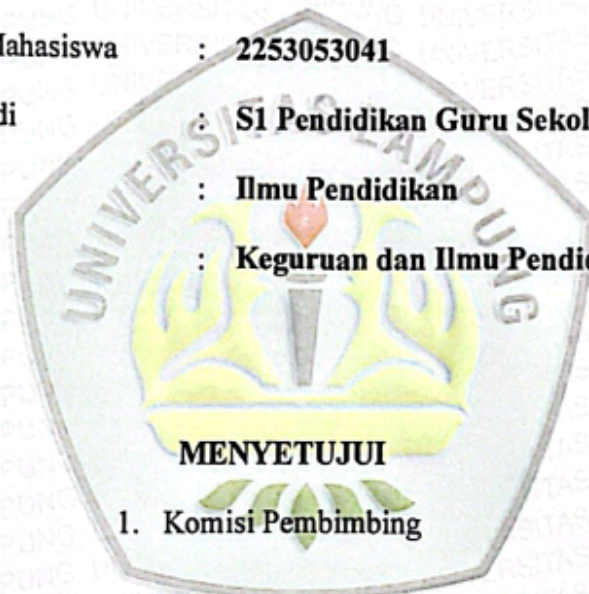 Mahasiswa : 2253053041
di : S1 Pendidikan Guru Sekol
: Ilmu Pendidikan
: Keguruan dan Ilmu Pendid
UNIVERSITAS LAMPUNG
MENYETUJUI
1. Komisi Pembimbing